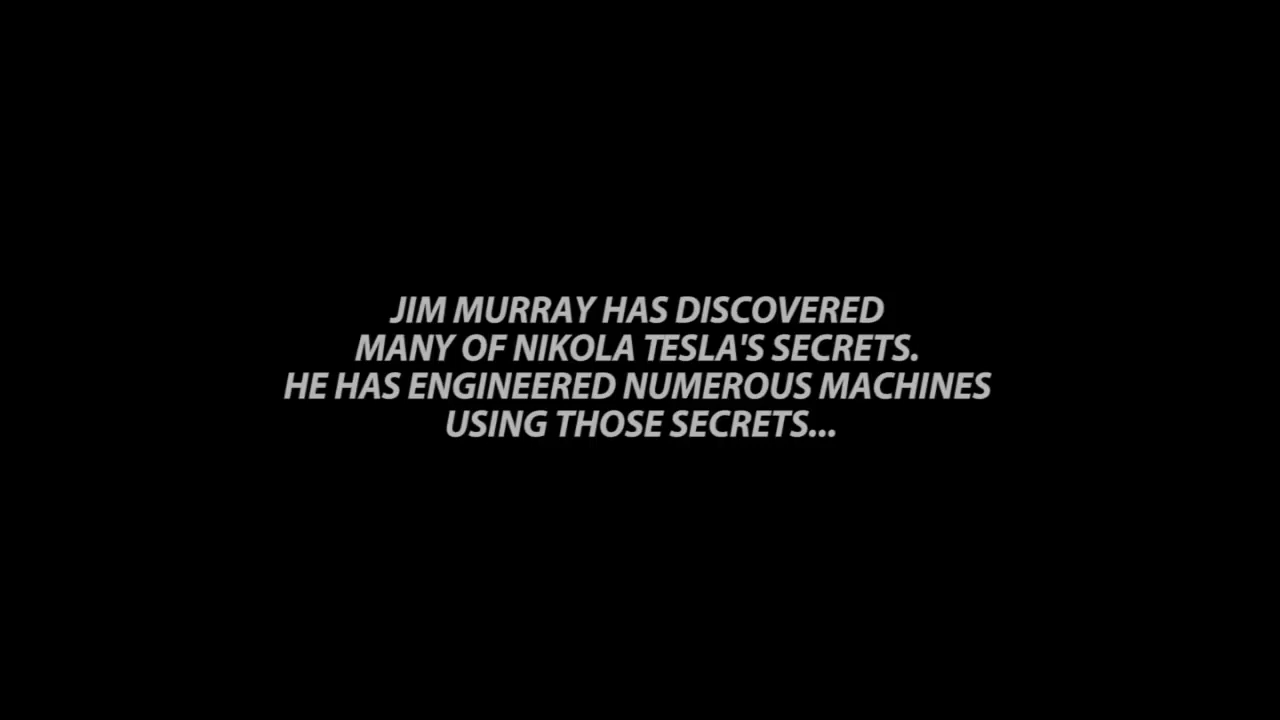 JIM MURRAY HAS DISCOVERED
MANY OF NIKOLA TESLA'S SECRETS.
HE HAS ENGINEERED NUMEROUS MACHINES
USING THOSE SECRETS...